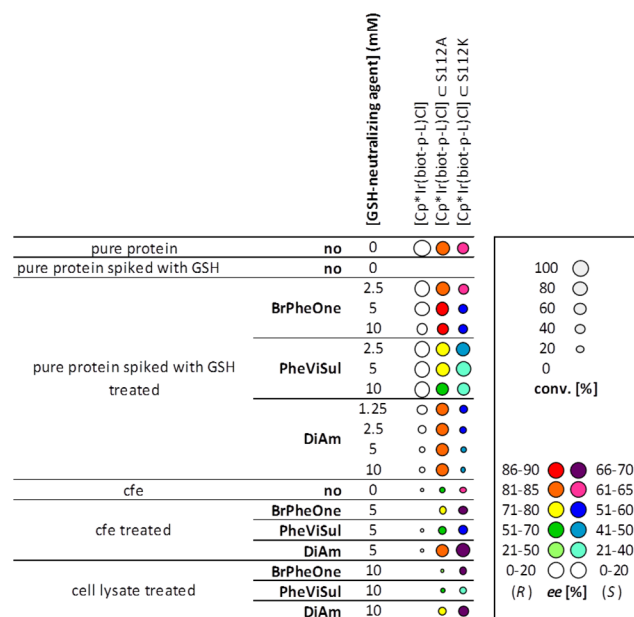 [GSH-neutralizing agent] (mM)
[Cp*Ir(biot-p-L)Cl]
[Cp*Ir(biot-p-L)Cl] ⊂ S112A
[Cp*Ir(biot-p-L)Cl] ⊂ S112K
pure protein no 0
pure protein spiked with GSH no 0
2.5
BrPheOne 5
10
2.5
pure protein spiked with GSH
treated
PheViSul 5
10
1.25
DiAm
2.5
5
10
cfe no 0
BrPheOne 5
cfe treated PheViSul 5
DiAm 5
BrPheOne 10
cell lysate treated PheViSul 10
DiAm 10
100
80
60
40
20
0
conv. [%]
86-90 66-70
81-85 61-65
71-80 51-60
51-70 41-50
21-50 21-40
0-20 0-20
(R) ee [%] (S)